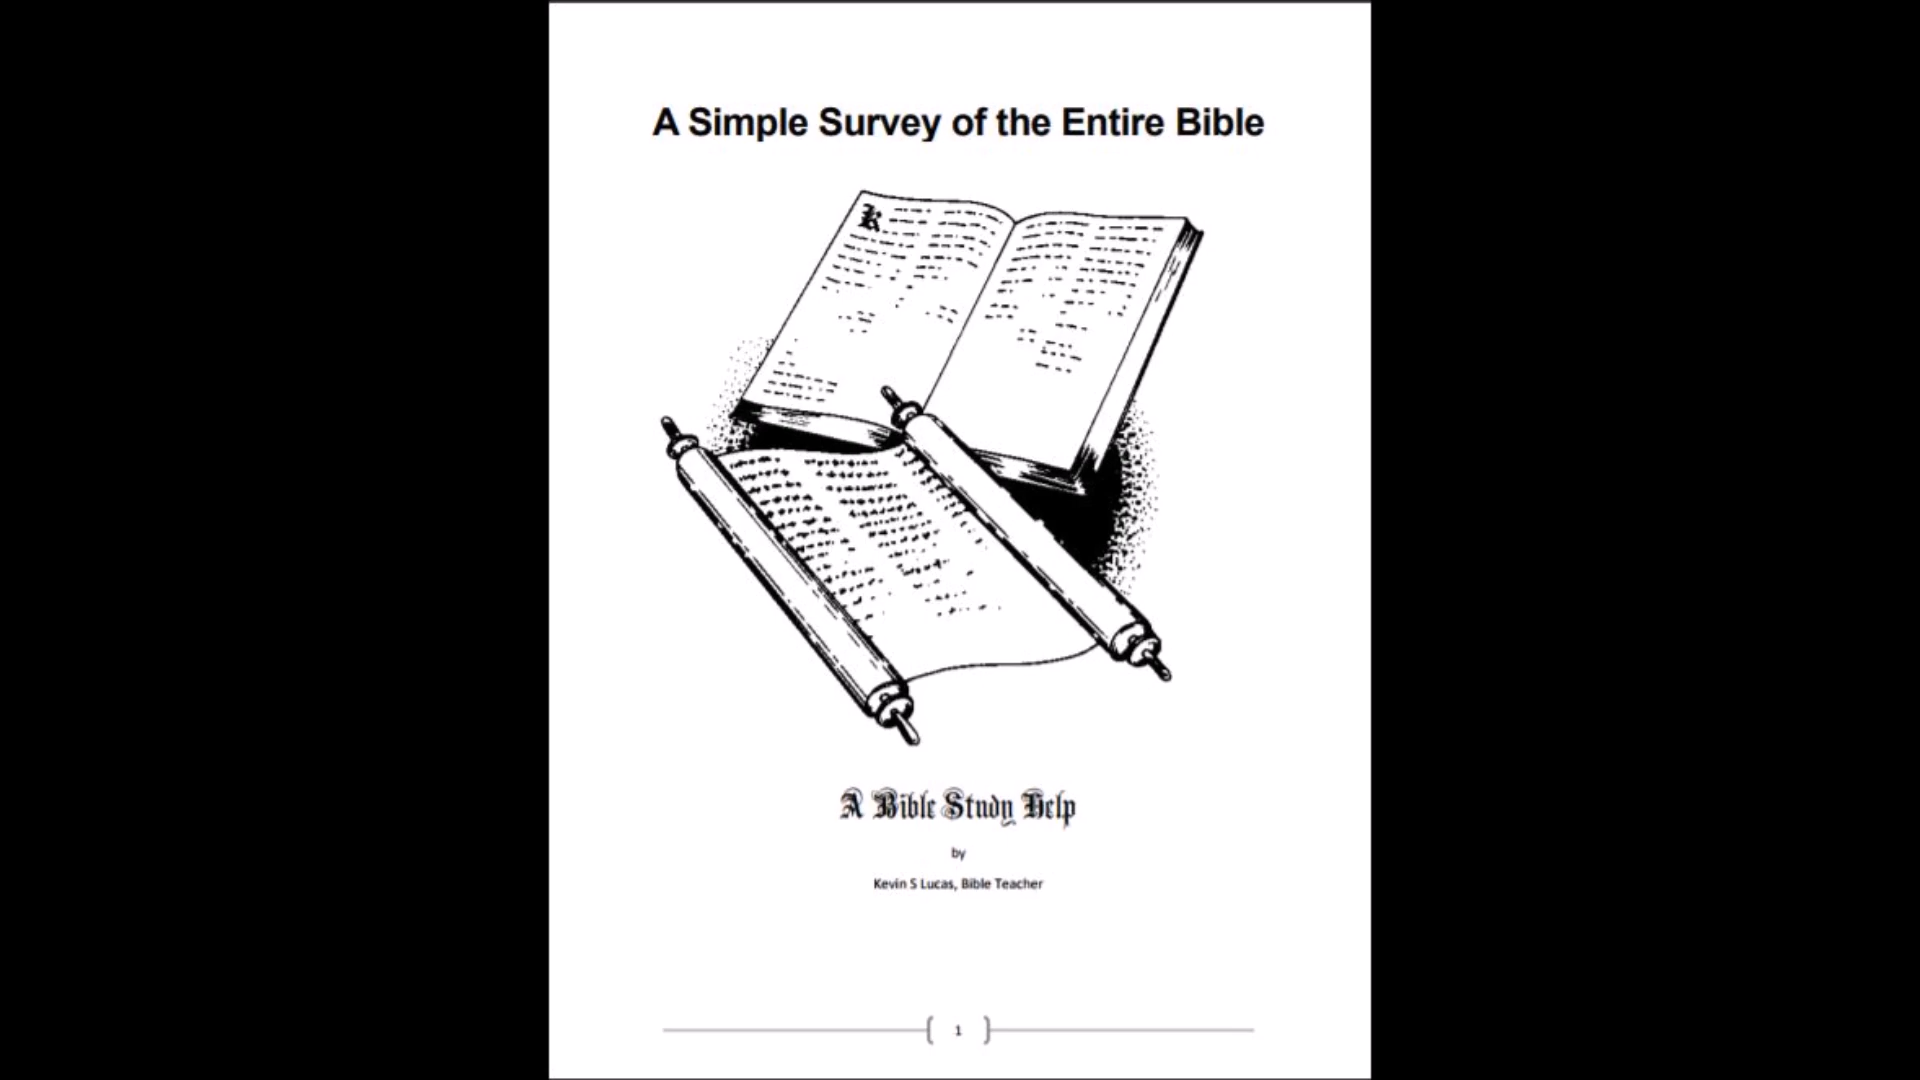 A Simple Survey of the Entire Bible
k
A Bible Study Help
by
Kevin S Lucas, Bible Teacher
1